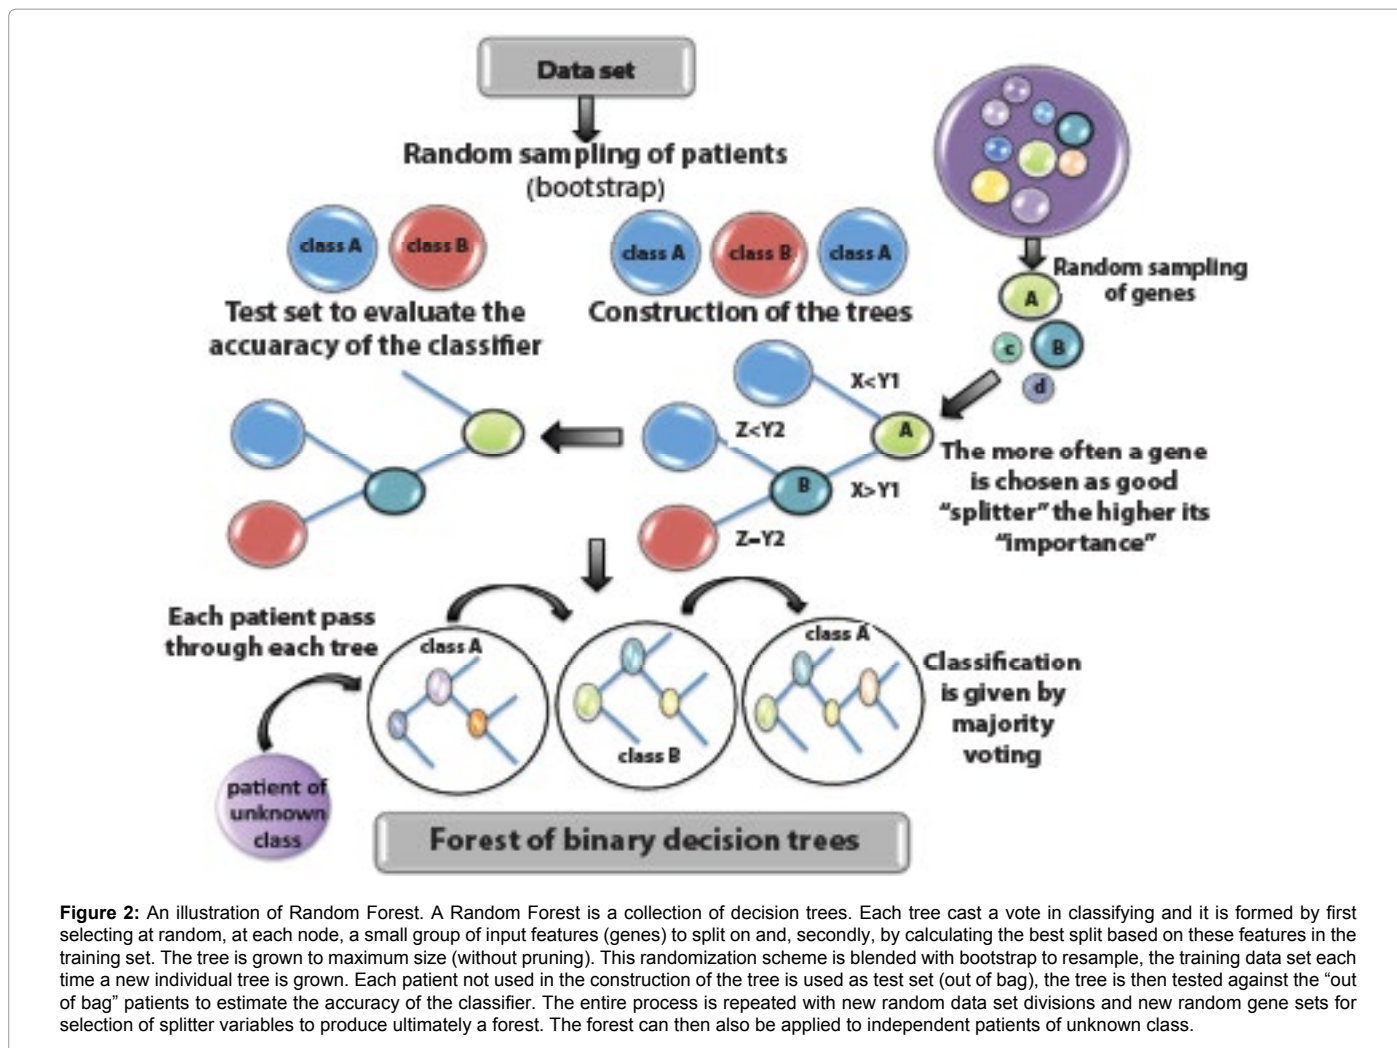 Data set
Random sampling of patients
(bootstrap)
class A
class B
class A
class B
class A
Test set to evaluate the
accuaracy of the classifier
Construction of the trees
Random sampling
of genes
A
c
B
d
X<Y1
Z<Y2
A
B
X>Y1
Z=Y2
The more often a gene
is chosen as good
“splitter” the higher its
“importance”
Each patient pass
through each tree
class A
class B
class A
Classification
is given by
majority
voting
patient of
unknown
class
Forest of binary decision trees
Figure 2: An illustration of Random Forest. A Random Forest is a collection of decision trees. Each tree cast a vote in classifying and it is formed by first
selecting at random, at each node, a small group of input features (genes) to split on and, secondly, by calculating the best split based on these features in the
training set. The tree is grown to maximum size (without pruning). This randomization scheme is blended with bootstrap to resample, the training data set each
time a new individual tree is grown. Each patient not used in the construction of the tree is used as test set (out of bag), the tree is then tested against the “out
of bag” patients to estimate the accuracy of the classifier. The entire process is repeated with new random data set divisions and new random gene sets for
selection of splitter variables to produce ultimately a forest. The forest can then also be applied to independent patients of unknown class.